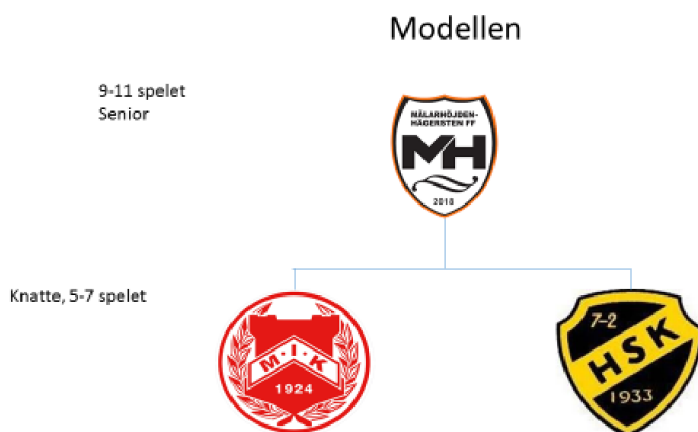 Modellen
9-11 spelet
Senior
MÄLARHÖJDEN-
HÄGERSTEN FF
MH
2010
Knatte, 5-7 spelet
M·I·K
1924
7-2
HSK
1933